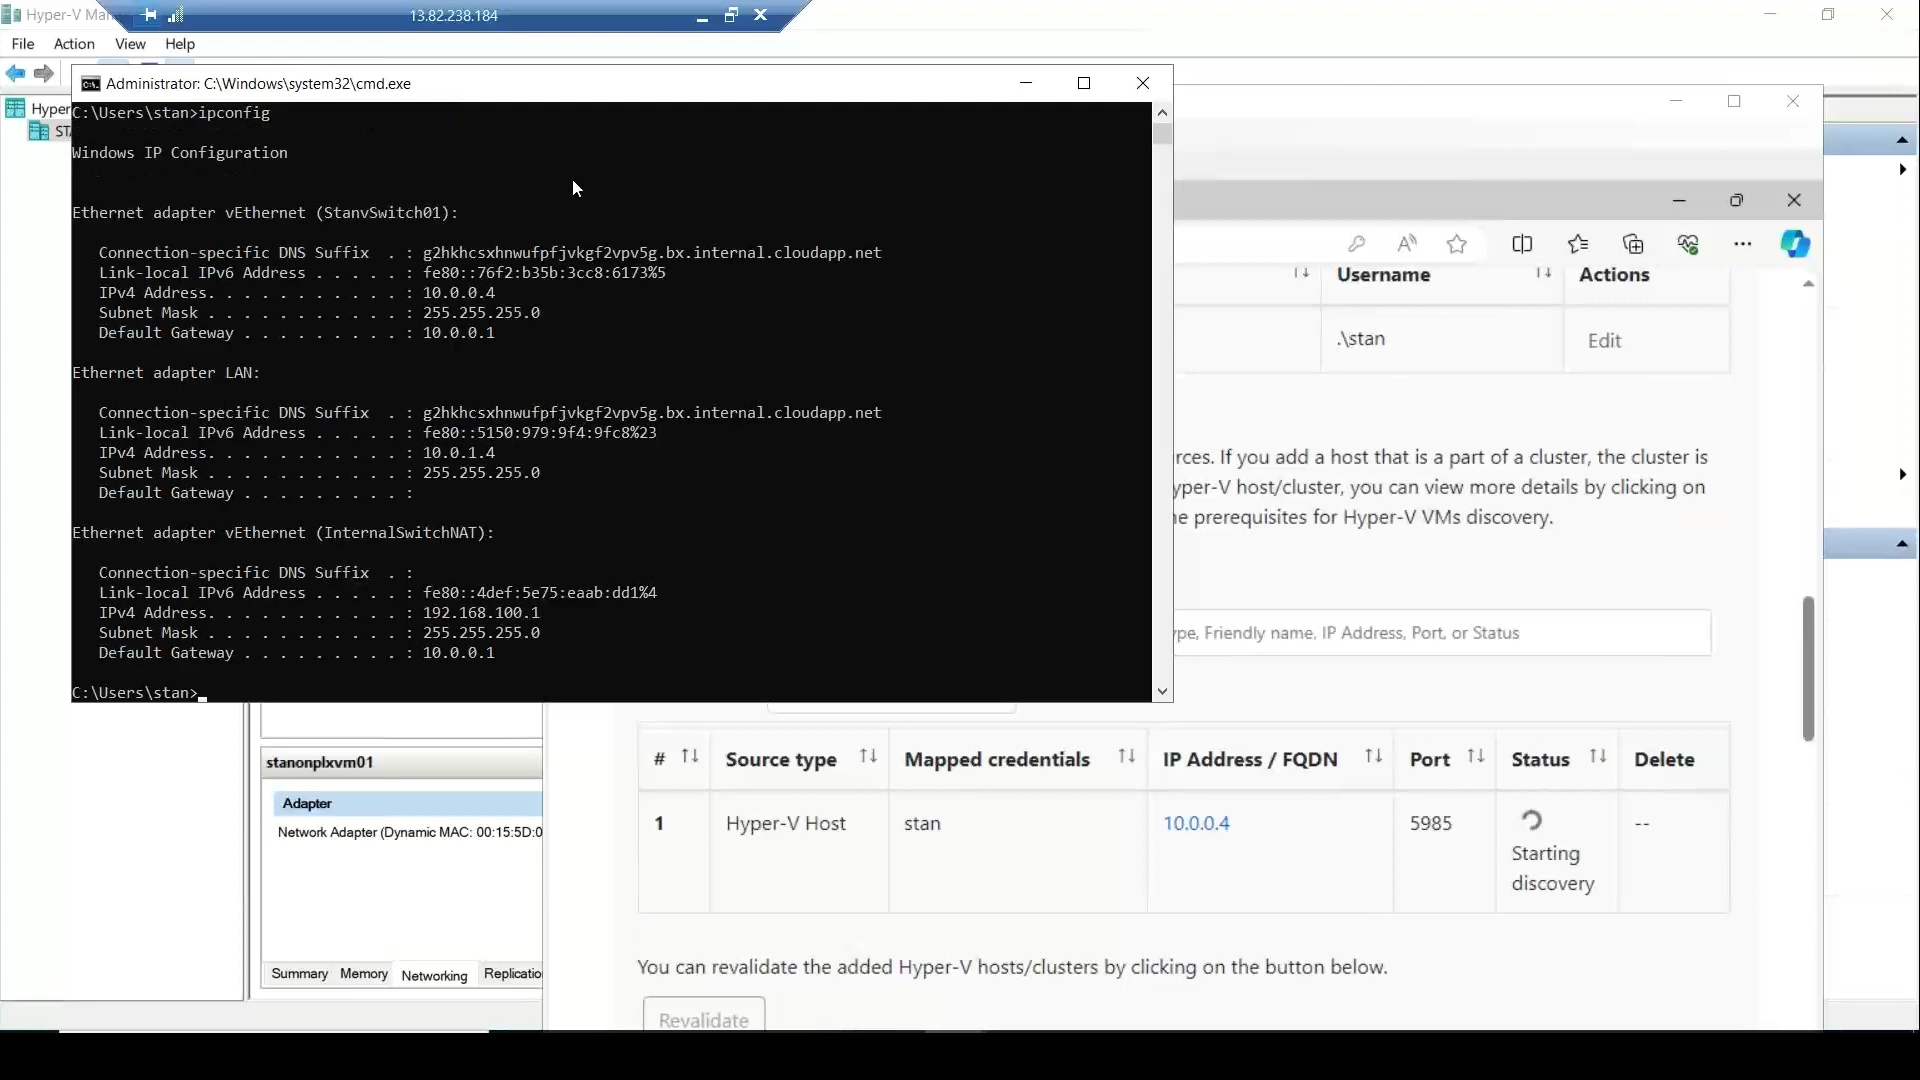 Hyper-V Man
13.82.238.184
File Action View Help
Administrator: C:\Windows\system32\cmd.exe
C:\Users\stan>ipconfig
Windows IP Configuration
Ethernet adapter vEthernet (StanvSwitch01):
Connection-specific DNS Suffix . : g2hkhcsxhnwufpfjvkgf2vpv5g.bx.internal.cloudapp.net
Link-local IPv6 Address . . . . . : fe80::76f2:b35b:3cc8:6173%5
IPv4 Address. . . . . . . . . . . : 10.0.0.4
Subnet Mask . . . . . . . . . . . : 255.255.255.0
Default Gateway . . . . . . . . . : 10.0.0.1
Ethernet adapter LAN:
Connection-specific DNS Suffix . : g2hkhcsxhnwufpfjvkgf2vpv5g.bx.internal.cloudapp.net
Link-local IPv6 Address . . . . . : fe80::5150:979:9f4:9fc8%23
IPv4 Address. . . . . . . . . . . : 10.0.1.4
Subnet Mask . . . . . . . . . . . : 255.255.255.0
Default Gateway . . . . . . . . . :
Ethernet adapter vEthernet (InternalSwitchNAT):
Connection-specific DNS Suffix . :
Link-local IPv6 Address . . . . . : fe80::4def:5e75:eaab:dd1%4
IPv4 Address. . . . . . . . . . . : 192.168.100.1
Subnet Mask . . . . . . . . . . . : 255.255.255.0
Default Gateway . . . . . . . . . : 10.0.0.1
C:\Users\stan>
Hyper
STA
Username Actions
.\stan Edit
rces. If you add a host that is a part of a cluster, the cluster is
yper-V host/cluster, you can view more details by clicking on
e prerequisites for Hyper-V VMs discovery.
ype, Friendly name, IP Address, Port, or Status
# Source type Mapped credentials IP Address / FQDN Port Status Delete
1 Hyper-V Host stan 10.0.0.4 5985 Starting discovery --
You can revalidate the added Hyper-V hosts/clusters by clicking on the button below.
Revalidate
stanonplxvm01
Adapter
Network Adapter (Dynamic MAC: 00:15:5D:0
Summary Memory Networking Replicatio